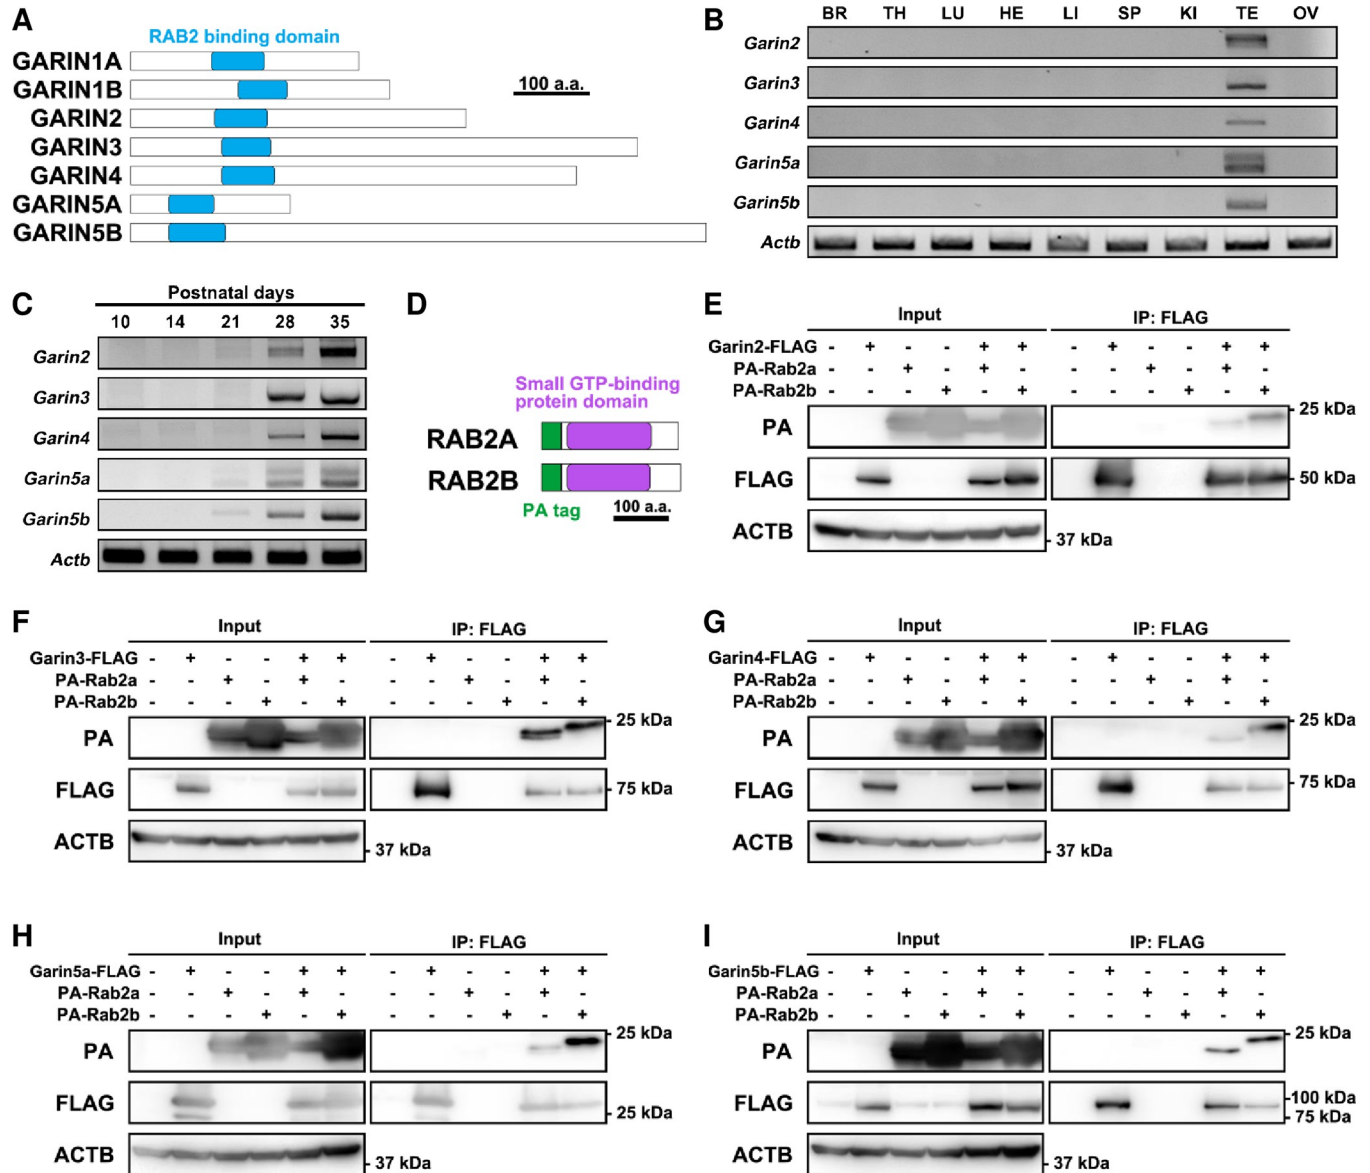 A
RAB2 binding domain
GARIN1A
GARIN1B
GARIN2
GARIN3
GARIN4
GARIN5A
GARIN5B
100 a.a.
B
BR TH LU HE LI SP KI TE OV
Garin2
Garin3
Garin4
Garin5a
Garin5b
Actb
C
Postnatal days
10 14 21 28 35
Garin2
Garin3
Garin4
Garin5a
Garin5b
Actb
D
Small GTP-binding
protein domain
RAB2A
RAB2B
PA tag
100 a.a.
E
Input IP: FLAG
Garin2-FLAG - + - - + + - + - - + +
PA-Rab2a - - + - + - - - + - + -
PA-Rab2b - - - + - + - - - + - +
PA 25 kDa
FLAG 50 kDa
ACTB 37 kDa
F
Input IP: FLAG
Garin3-FLAG - + - - + + - + - - + +
PA-Rab2a - - + - + - - - + - + -
PA-Rab2b - - - + - + - - - + - +
PA 25 kDa
FLAG 75 kDa
ACTB 37 kDa
G
Input IP: FLAG
Garin4-FLAG - + - - + + - + - - + +
PA-Rab2a - - + - + - - - + - + -
PA-Rab2b - - - + - + - - - + - +
PA 25 kDa
FLAG 75 kDa
ACTB 37 kDa
H
Input IP: FLAG
Garin5a-FLAG - + - - + + - + - - + +
PA-Rab2a - - + - + - - - + - + -
PA-Rab2b - - - + - + - - - + - +
PA 25 kDa
FLAG 25 kDa
ACTB 37 kDa
I
Input IP: FLAG
Garin5b-FLAG - + - - + + - + - - + +
PA-Rab2a - - + - + - - - + - + -
PA-Rab2b - - - + - + - - - + - +
PA 25 kDa
FLAG 100 kDa
75 kDa
ACTB 37 kDa